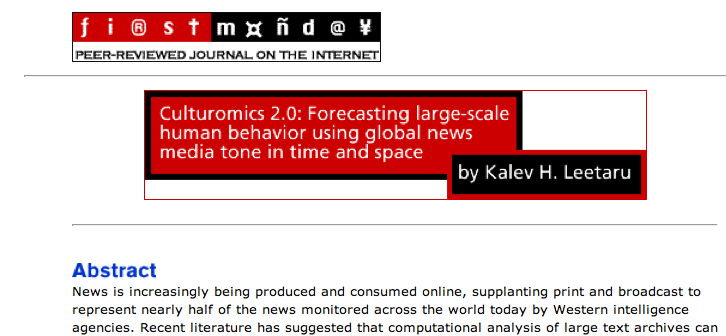 ƒi®st m¤ñd@¥
PEER-REVIEWED JOURNAL ON THE INTERNET
Culturomics 2.0: Forecasting large-scale
human behavior using global news
media tone in time and space
by Kalev H. Leetaru
Abstract
News is increasingly being produced and consumed online, supplanting print and broadcast to
represent nearly half of the news monitored across the world today by Western intelligence
agencies. Recent literature has suggested that computational analysis of large text archives can